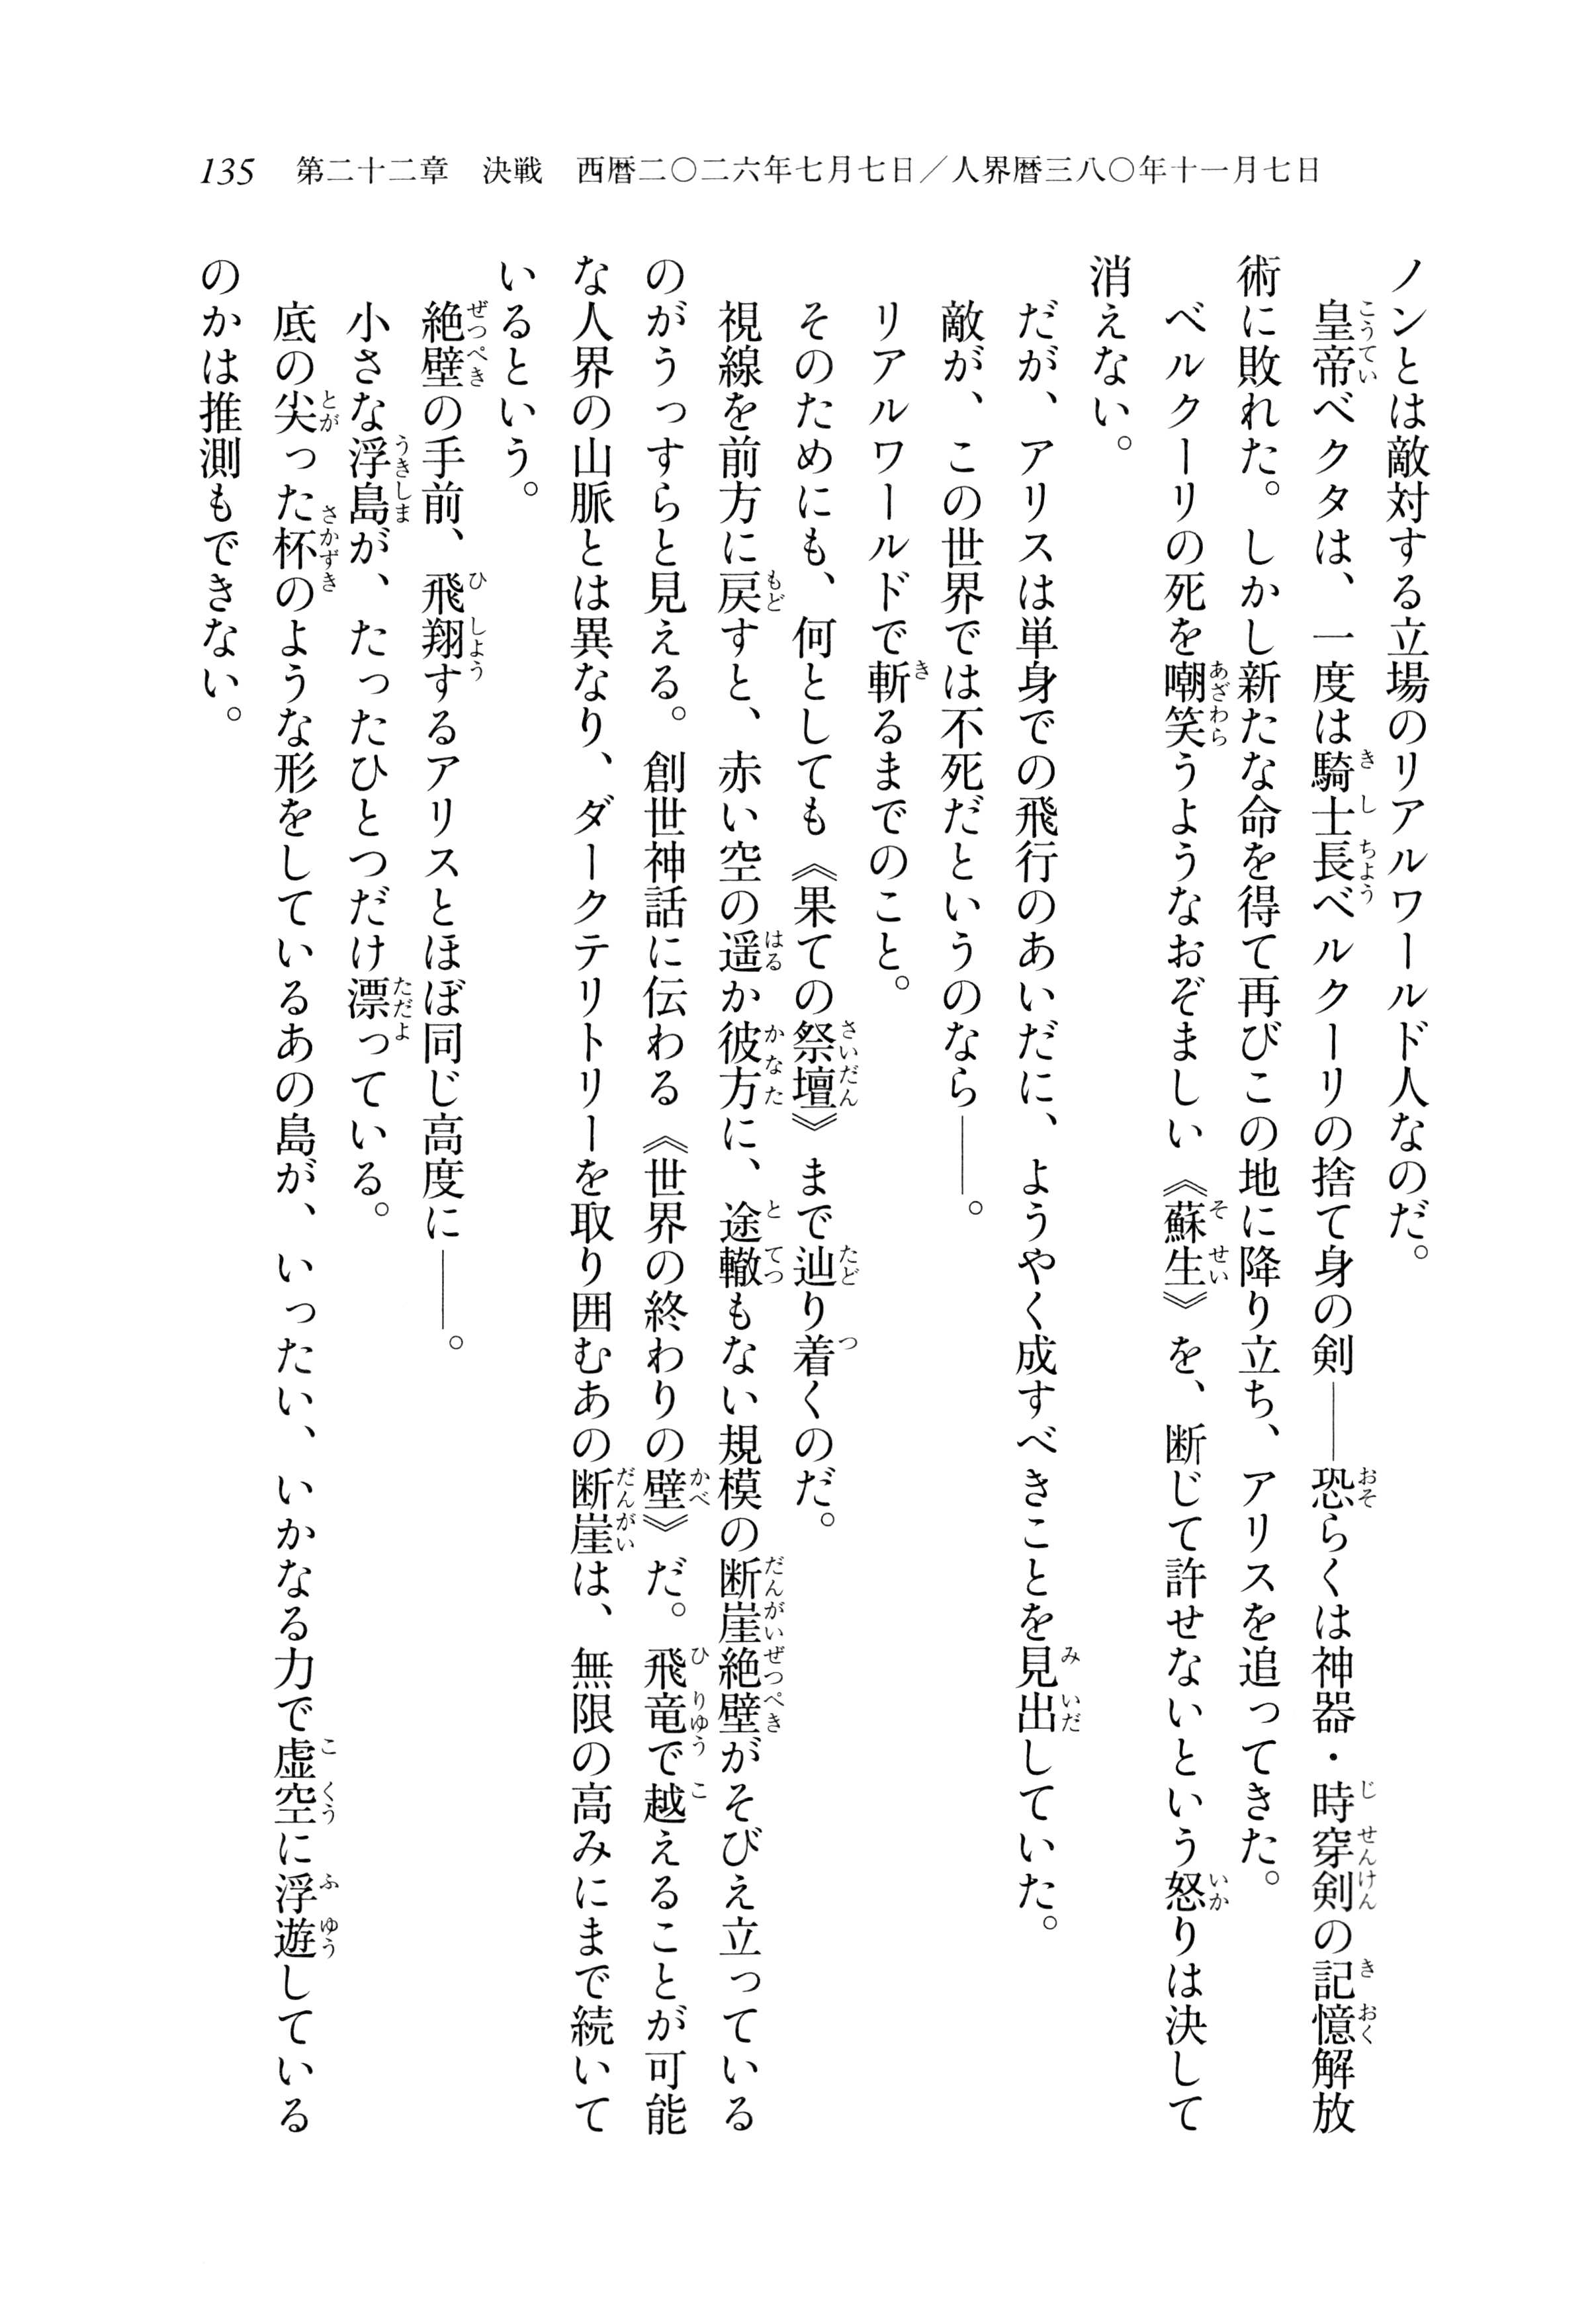 135　第二十二章　決戦　西暦二〇二六年七月七日／人界暦三八〇年十一月七日
ノンとは敵対する立場のリアルワールド人なのだ。
　皇帝ベクタは、一度は騎士長ベルクーリの捨て身の剣――恐らくは神器・時穿剣の記憶解放
術に敗れた。しかし新たな命を得て再びこの地に降り立ち、アリスを追ってきた。
　ベルクーリの死を嘲笑うようなおぞましい《蘇生》を、断じて許せないという怒りは決して
消えない。
　だが、アリスは単身での飛行のあいだに、ようやく成すべきことを見出していた。
　敵が、この世界では不死だというのなら――。
　リアルワールドで斬るまでのこと。
　そのためにも、何としても《果ての祭壇》まで辿り着くのだ。
　視線を前方に戻すと、赤い空の遥か彼方に、途轍もない規模の断崖絶壁がそびえ立っている
のがうっすらと見える。創世神話に伝わる《世界の終わりの壁》だ。飛竜で越えることが可能
な人界の山脈とは異なり、ダークテリトリーを取り囲むあの断崖は、無限の高みにまで続いて
いるという。
　絶壁の手前、飛翔するアリスとほぼ同じ高度に――。
　小さな浮島が、たったひとつだけ漂っている。
　底の尖った杯のような形をしているあの島が、いったい、いかなる力で虚空に浮遊している
のかは推測もできない。